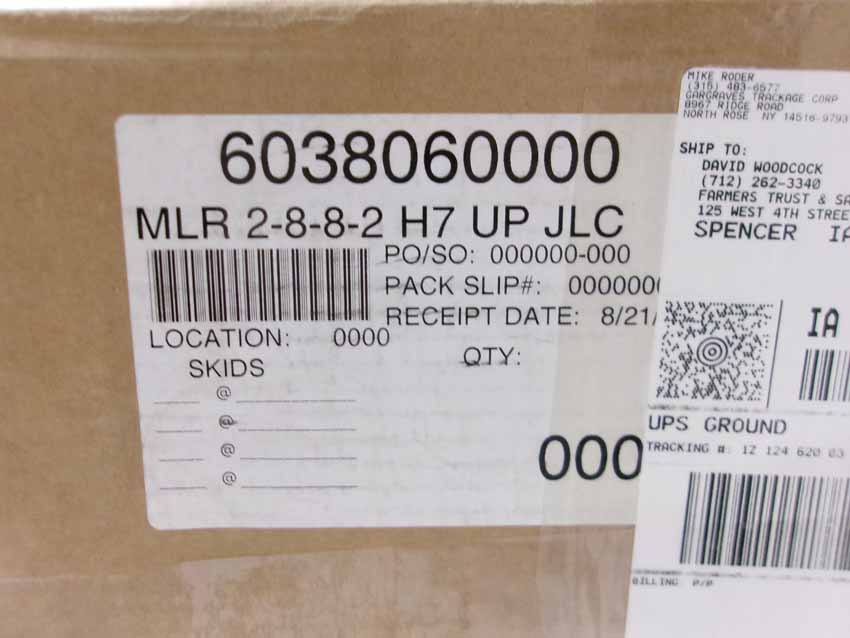 6038060000
MLR 2-8-8-2 H7 UP JLC
PO/SO: 000000-000
PACK SLIP#: 0000000
RECEIPT DATE: 8/21/
LOCATION: 0000
SKIDS
QTY:
@
@
@
@
000
MIKE RODER
(315) 483-6577
GARGRAVES TRACKAGE CORP
8967 RIDGE ROAD
NORTH ROSE NY 14516-9793
SHIP TO:
DAVID WOODCOCK
(712) 262-3340
FARMERS TRUST & SA
125 WEST 4TH STREE
SPENCER IA
IA
UPS GROUND
TRACKING #: 1Z 124 620 03
BILLING: P/P